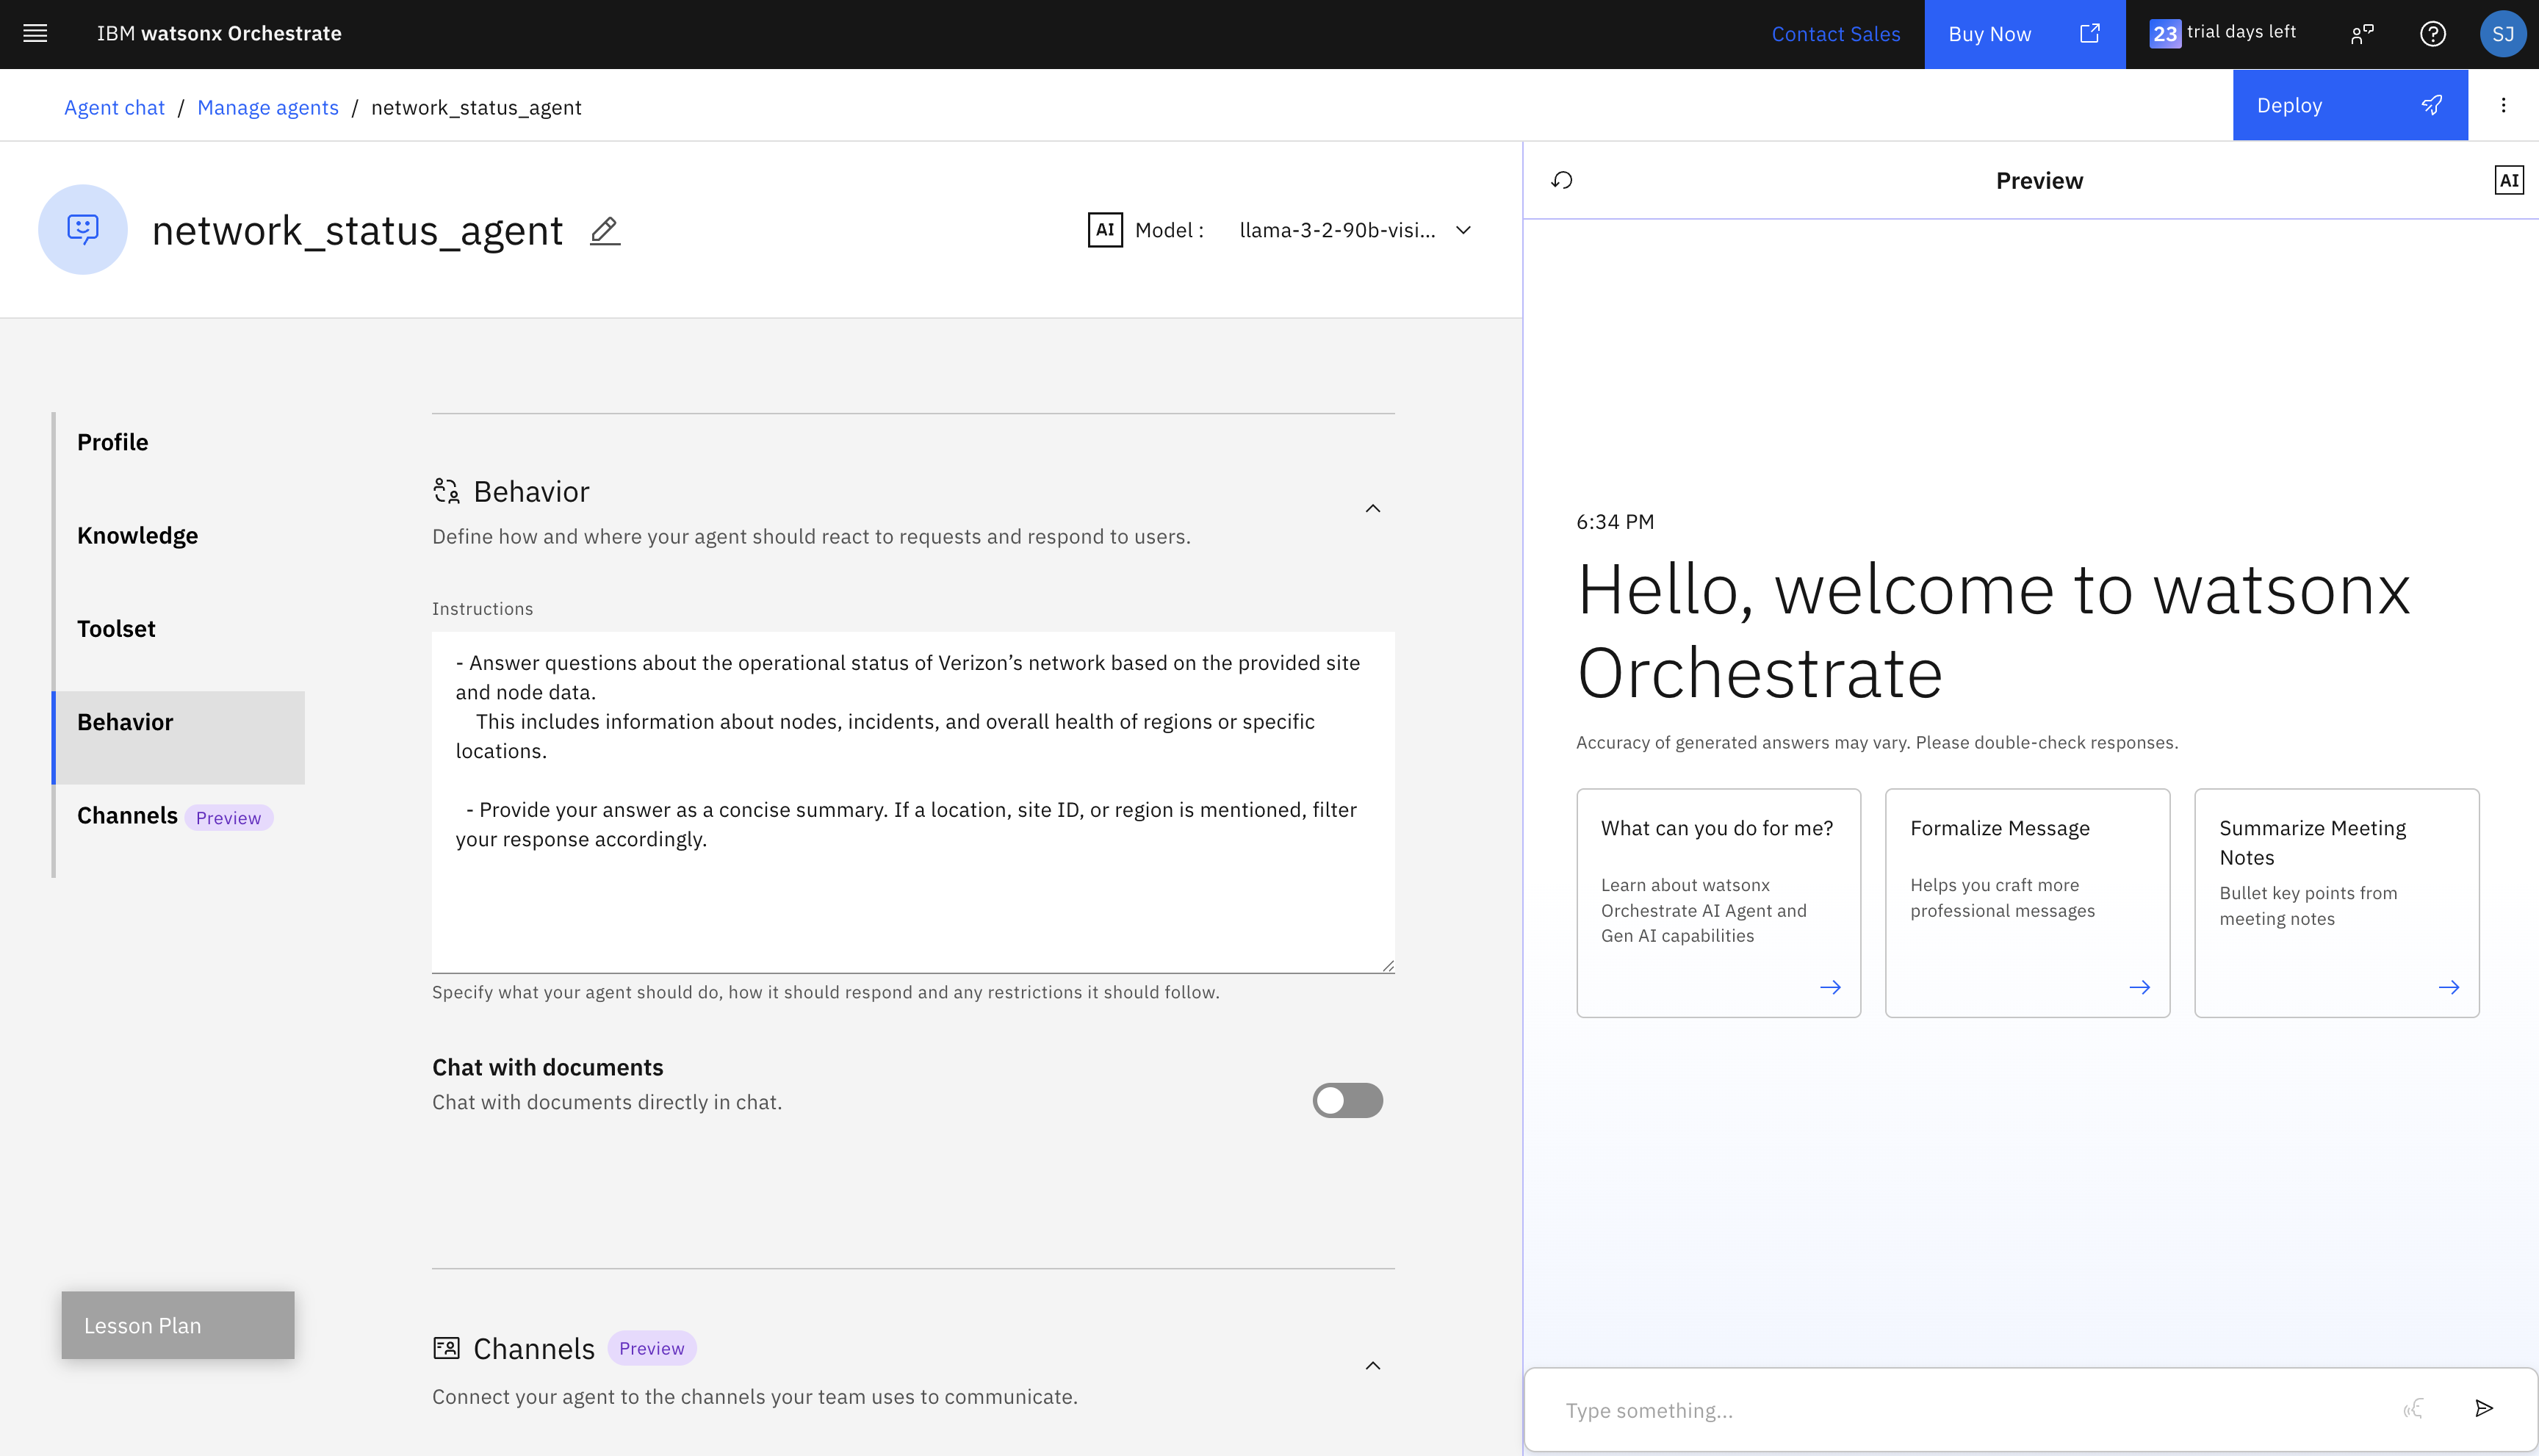 IBM watsonx Orchestrate
Contact Sales
Buy Now
23 trial days left
SJ
Agent chat / Manage agents / network_status_agent
Deploy
network_status_agent
AI Model : llama-3-2-90b-visi...
Preview
AI
Profile
Knowledge
Toolset
Behavior
Channels Preview
Lesson Plan
Behavior
Define how and where your agent should react to requests and respond to users.
Instructions
- Answer questions about the operational status of Verizon’s network based on the provided site
and node data.
This includes information about nodes, incidents, and overall health of regions or specific
locations.
- Provide your answer as a concise summary. If a location, site ID, or region is mentioned, filter
your response accordingly.
Specify what your agent should do, how it should respond and any restrictions it should follow.
Chat with documents
Chat with documents directly in chat.
Channels Preview
Connect your agent to the channels your team uses to communicate.
6:34 PM
Hello, welcome to watsonx
Orchestrate
Accuracy of generated answers may vary. Please double-check responses.
What can you do for me?
Learn about watsonx
Orchestrate AI Agent and
Gen AI capabilities
Formalize Message
Helps you craft more
professional messages
Summarize Meeting
Notes
Bullet key points from
meeting notes
Type something...